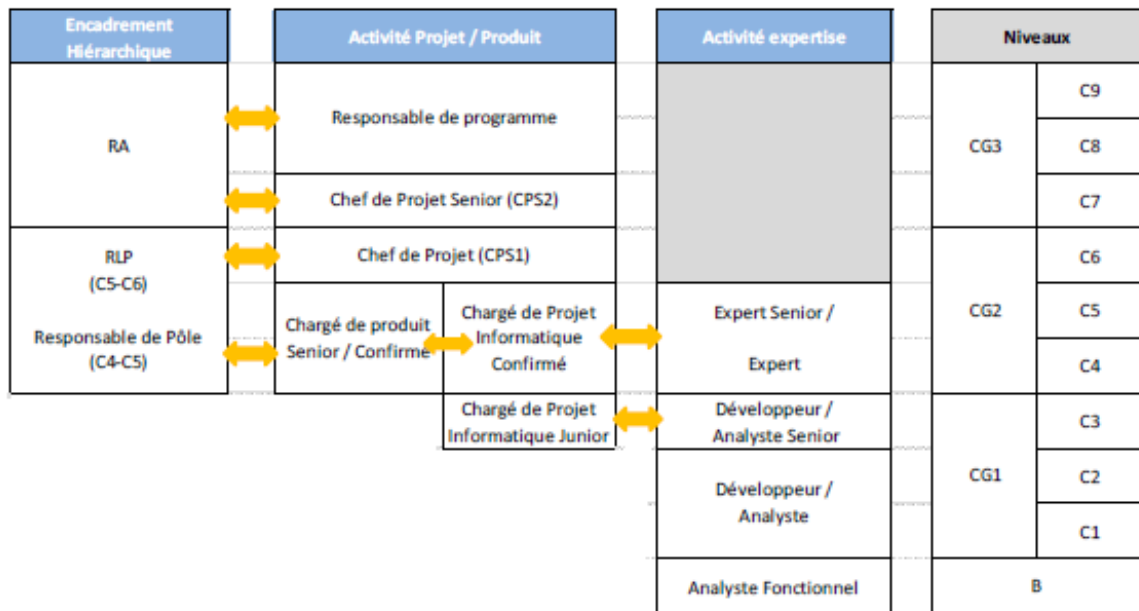 Encadrement
Hiérarchique
Activité Projet / Produit
Activité expertise
Niveaux
RA
Responsable de programme
Chef de Projet Senior (CPS2)
CG3
C9
C8
C7
RLP
(C5-C6)
Responsable de Pôle
(C4-C5)
Chef de Projet (CPS1)
Chargé de produit
Senior / Confirmé
Chargé de Projet
Informatique
Confirmé
Expert Senior /
Expert
CG2
C6
C5
C4
Chargé de Projet
Informatique Junior
Développeur /
Analyste Senior
Développeur /
Analyste
CG1
C3
C2
C1
Analyste Fonctionnel
B